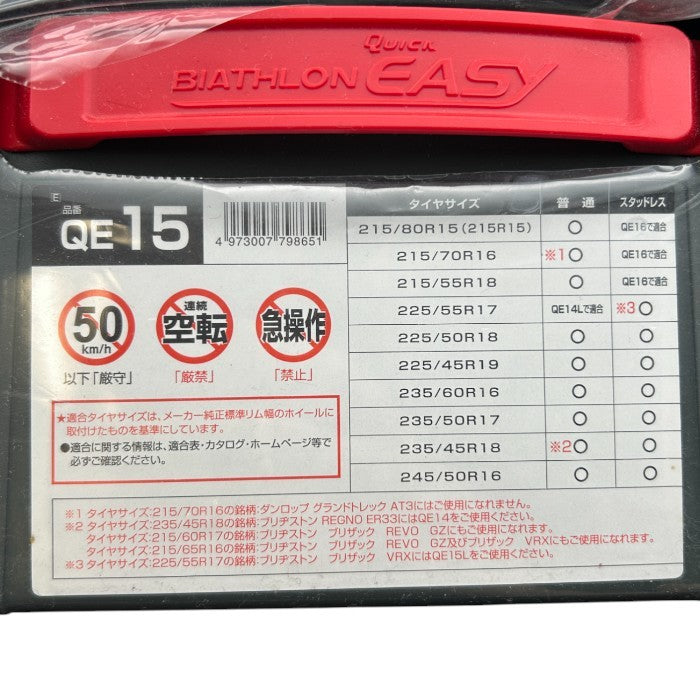 QUICK
BIATHLON EASY
E
品番
QE15
4 973007 798651
50
km/h
以下「厳守」
連続
空転
「厳禁」
急操作
「禁止」
★適合タイヤサイズは、メーカー純正標準リム幅のホイールに
取付けたものを基準にしています。
●適合に関する情報は、適合表・カタログ・ホームページ等で
必ずご確認ください。
タイヤサイズ 普通 スタッドレス
215/80R15(215R15) ○ QE16で適合
215/70R16 ※1○ QE16で適合
215/55R18 ○ QE16で適合
225/55R17 QE14Lで適合 ※3○
225/50R18 ○ ○
225/45R19 ○ ○
235/60R16 ○ ○
235/50R17 ○ ○
235/45R18 ※2○ ○
245/50R16 ○ ○
※1 タイヤサイズ:215/70R16の銘柄:ダンロップ グランドトレック AT3にはご使用になれません。
※2 タイヤサイズ:235/45R18の銘柄:ブリヂストン REGNO ER33にはQE14をご使用ください。
タイヤサイズ:215/60R17の銘柄:ブリヂストン ブリザック REVO GZにもご使用になれます。
タイヤサイズ:215/65R16の銘柄:ブリヂストン ブリザック REVO GZ及びブリザック VRXにもご使用になれます。
※3 タイヤサイズ:225/55R17の銘柄:ブリヂストン ブリザック VRXにはQE15Lをご使用ください。